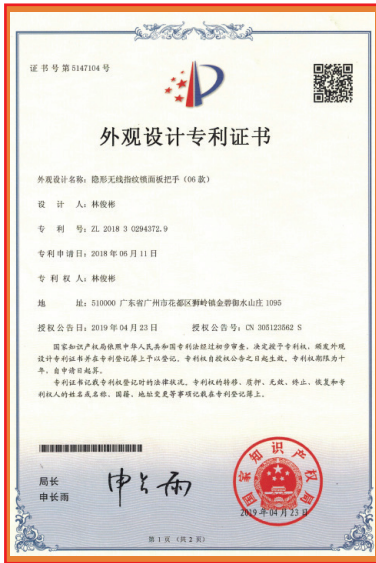 证书号第5147104号
外观设计专利证书
外观设计名称：隐形无线指纹锁面板把手（06款）
设 计 人：林俊彬
专 利 号：ZL 2018 3 0294372.9
专利申请日：2018年06月11日
专 利 权 人：林俊彬
地 址：510000 广东省广州市花都区狮岭镇金碧御水山庄1095
授权公告日：2019年04月23日 授权公告号：CN 305123562 S
国家知识产权局依照中华人民共和国专利法经过初步审查，决定授予专利权，颁发外观
设计专利证书并在专利登记簿上予以登记。专利权自授权公告之日起生效。专利权期限为十
年，自申请日起算。
专利证书记载专利权登记时的法律状况。专利权的转移、质押、无效、终止、恢复和专
利权人的姓名或名称、国籍、地址变更等事项记载在专利登记簿上。
局长
申长雨
申长雨
国家知识产权局
2019年04月23日
第1页（共2页）